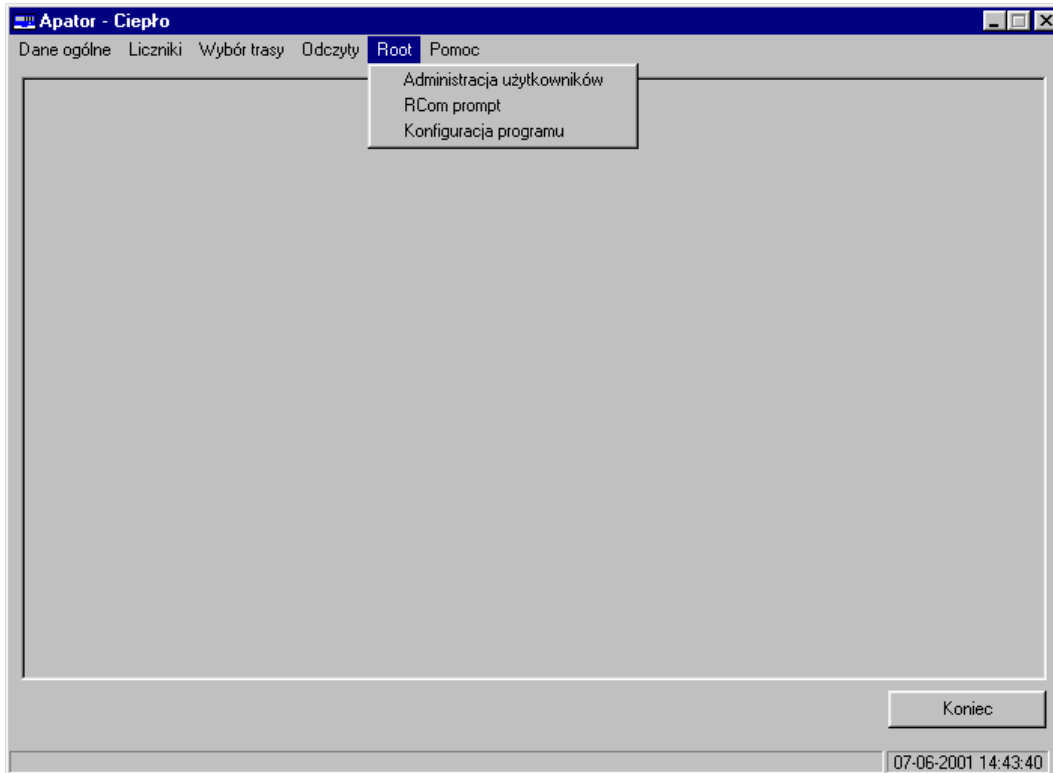 Apator - Ciepło
Dane ogólne Liczniki Wybór trasy Odczyty Root Pomoc
Administracja użytkowników
RCom prompt
Konfiguracja programu
Koniec
07-06-2001 14:43:40